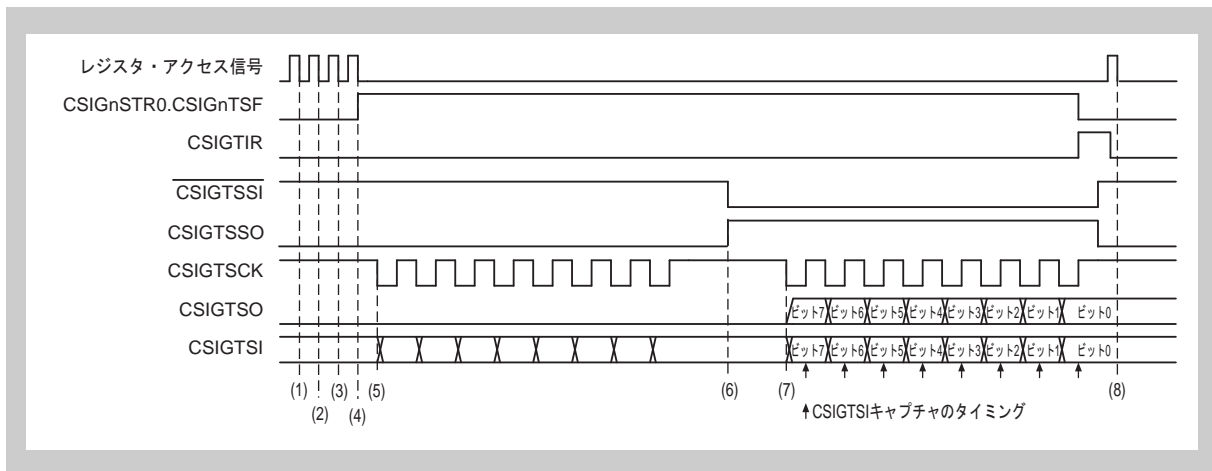 レジスタ・アクセス信号
CSIGnSTR0.CSIGnTSF
CSIGTIR
CSIGTSSI
CSIGTSSO
CSIGTSCK
CSIGTSO
ビット7 ビット6 ビット5 ビット4 ビット3 ビット2 ビット1 ビット0
CSIGTSI
ビット7 ビット6 ビット5 ビット4 ビット3 ビット2 ビット1 ビット0
(1) (3) (5) (6) (7) (8)
(2) (4)
CSIGTSIキャプチャのタイミング